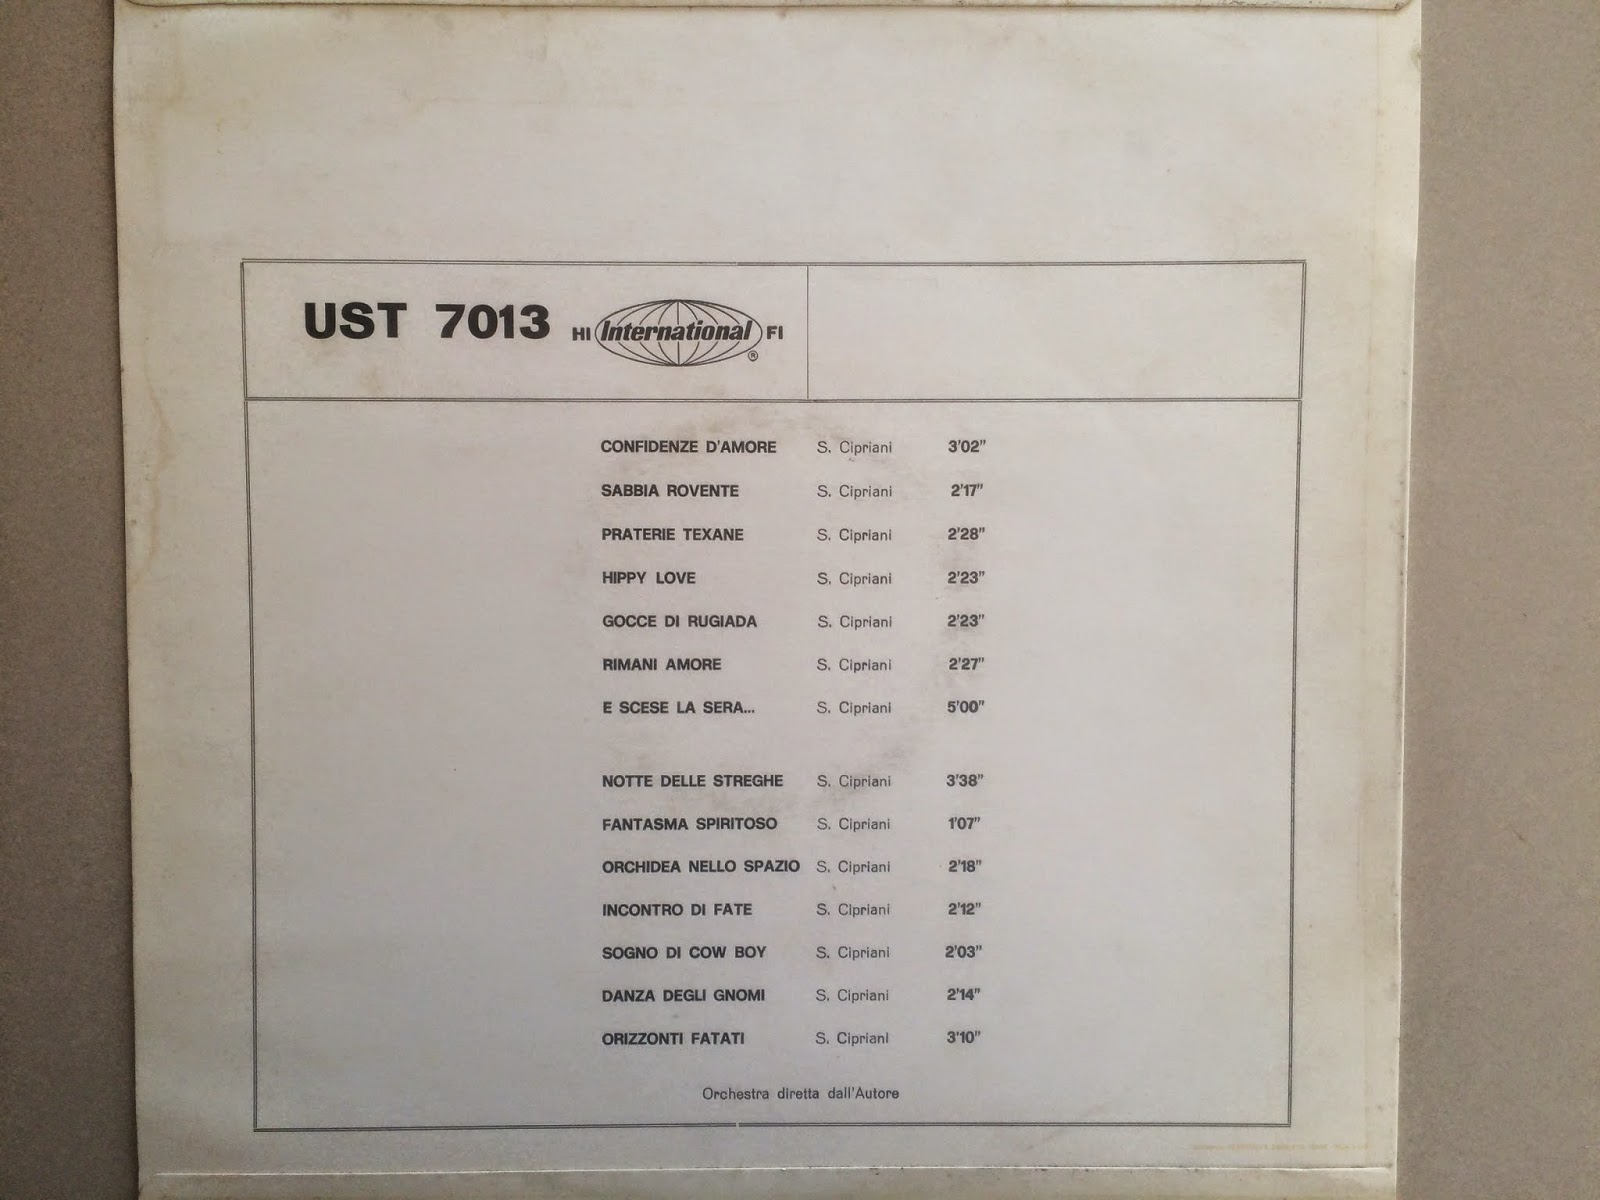 UST 7013 HI International FI ®
CONFIDENZE D'AMORE S. Cipriani 3'02"
SABBIA ROVENTE S. Cipriani 2'17"
PRATERIE TEXANE S. Cipriani 2'28"
HIPPY LOVE S. Cipriani 2'23"
GOCCE DI RUGIADA S. Cipriani 2'23"
RIMANI AMORE S. Cipriani 2'27"
E SCESE LA SERA... S. Cipriani 5'00"
NOTTE DELLE STREGHE S. Cipriani 3'38"
FANTASMA SPIRITOSO S. Cipriani 1'07"
ORCHIDEA NELLO SPAZIO S. Cipriani 2'18"
INCONTRO DI FATE S. Cipriani 2'12"
SOGNO DI COW BOY S. Cipriani 2'03"
DANZA DEGLI GNOMI S. Cipriani 2'14"
ORIZZONTI FATATI S. Cipriani 3'10"
Orchestra diretta dall'Autore